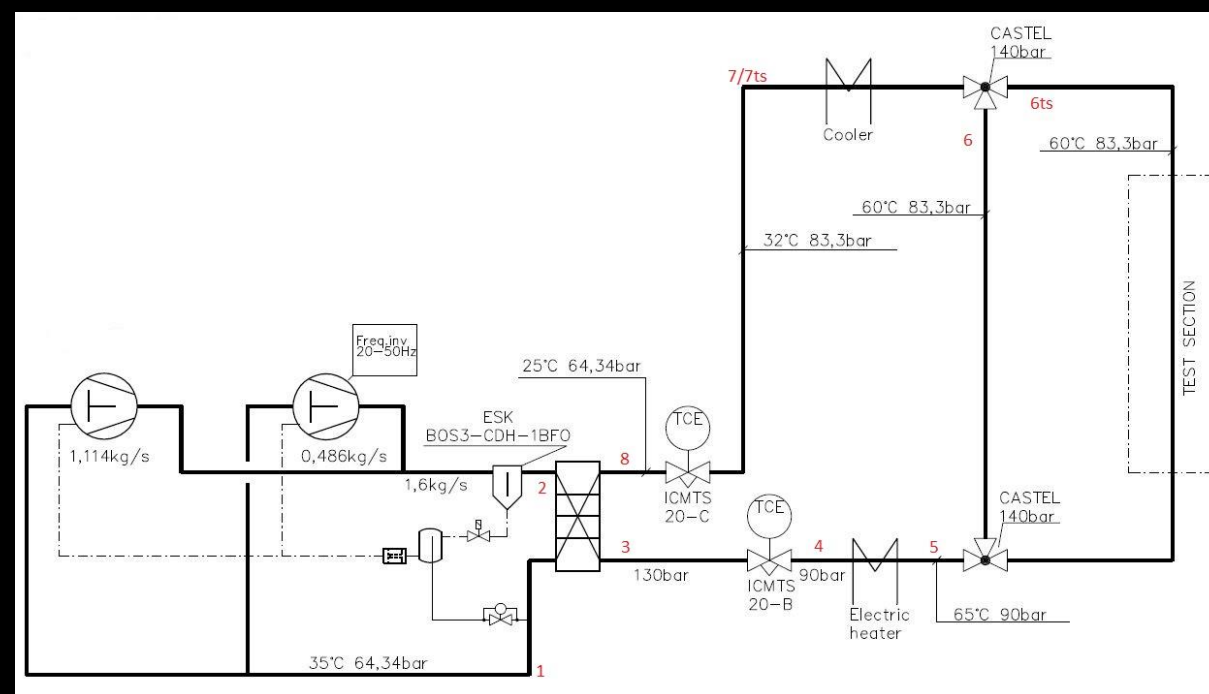 CASTEL
140bar
7/7ts
6ts
Cooler
6
60°C 83,3bar
60°C 83,3bar
32°C 83,3bar
TEST SECTION
Freq.inv
20-50Hz
25°C 64,34bar
ESK
BOS3-CDH-1BF0
TCE
1,114kg/s
0,486kg/s
1,6kg/s
2
8
ICMTS
20-C
TCE
CASTEL
140bar
3
130bar
4
90bar
5
ICMTS
20-B
Electric
heater
65°C 90bar
35°C 64,34bar
1